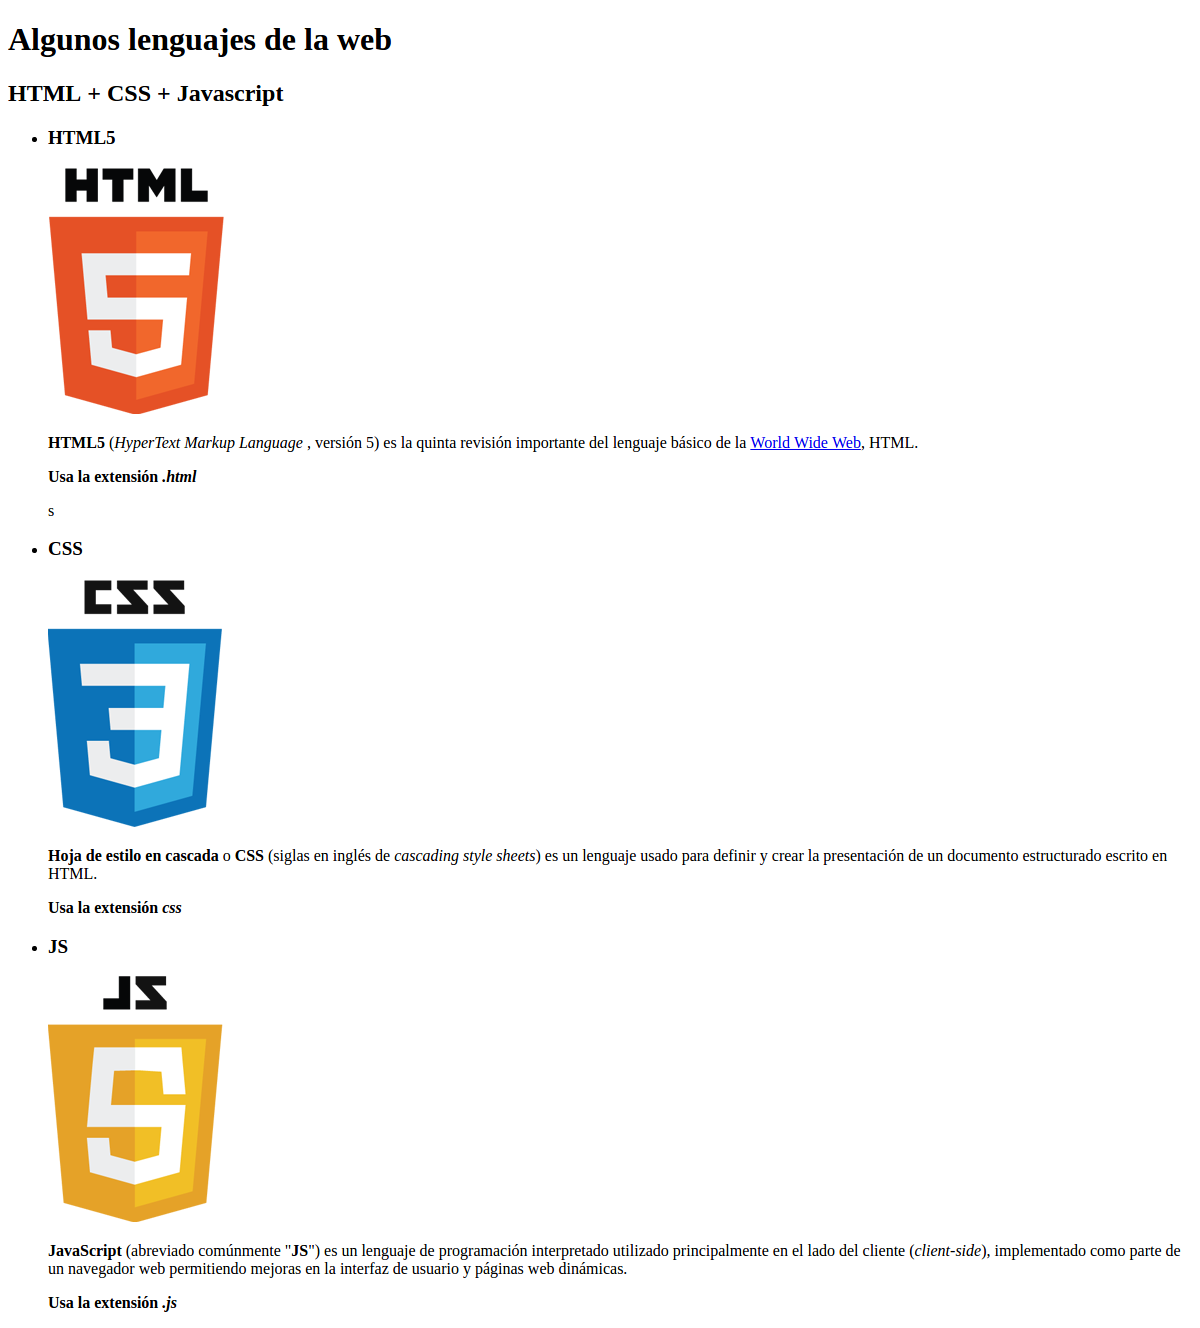 Algunos lenguajes de la web
HTML + CSS + Javascript
HTML5
HTML
5
HTML5 (HyperText Markup Language , versión 5) es la quinta revisión importante del lenguaje básico de la World Wide Web, HTML.
Usa la extensión .html
s
CSS
CSS
3
Hoja de estilo en cascada o CSS (siglas en inglés de cascading style sheets) es un lenguaje usado para definir y crear la presentación de un documento estructurado escrito en
HTML.
Usa la extensión css
JS
JS
5
JavaScript (abreviado comúnmente "JS") es un lenguaje de programación interpretado utilizado principalmente en el lado del cliente (client-side), implementado como parte de
un navegador web permitiendo mejoras en la interfaz de usuario y páginas web dinámicas.
Usa la extensión .js